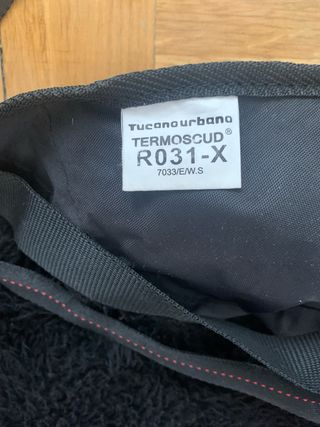 Tucanourbano
TERMOSCUD®
R031-X
7033/E/W.S